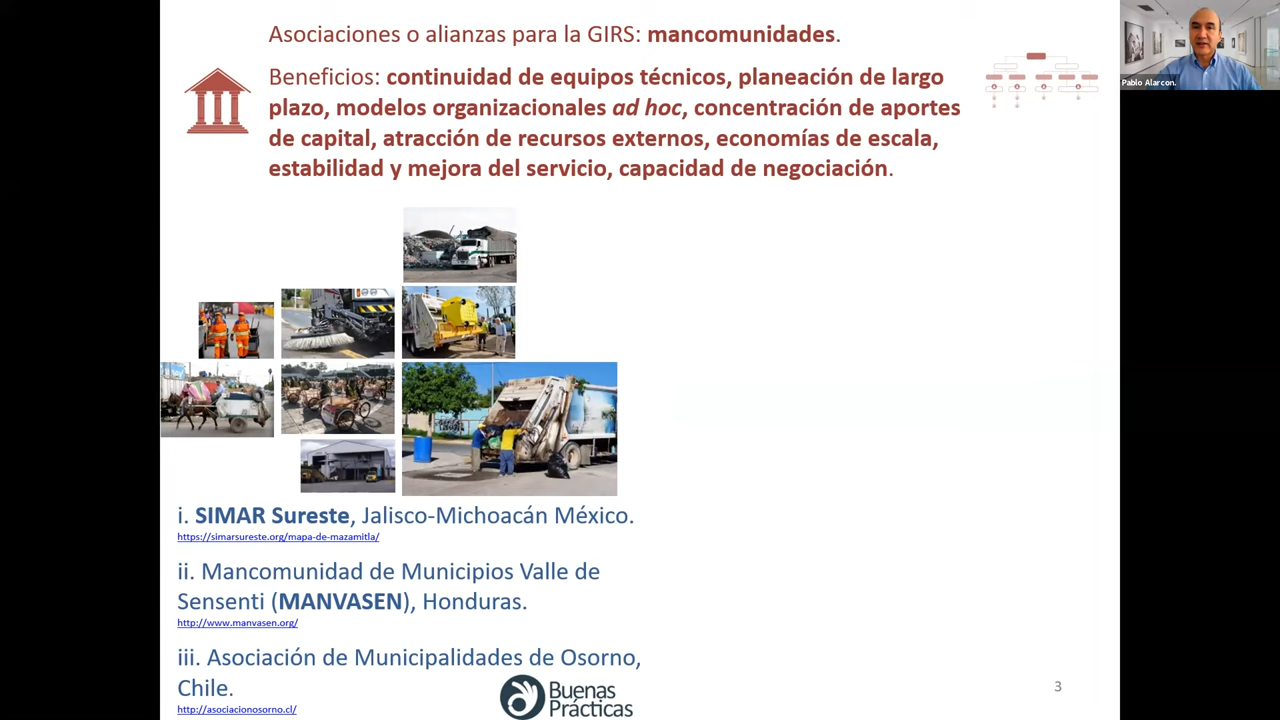 Asociaciones o alianzas para la GIRS: mancomunidades.
Beneficios: continuidad de equipos técnicos, planeación de largo
plazo, modelos organizacionales ad hoc, concentración de aportes
de capital, atracción de recursos externos, economías de escala,
estabilidad y mejora del servicio, capacidad de negociación.
Pablo Alarcon.
i. SIMAR Sureste, Jalisco-Michoacán México.
https://simarsureste.org/mapa-de-mazamitla/
ii. Mancomunidad de Municipios Valle de
Sensenti (MANVASEN), Honduras.
http://www.manvasen.org/
iii. Asociación de Municipalidades de Osorno,
Chile.
http://asociacionosorno.cl/
Buenas
Prácticas
3